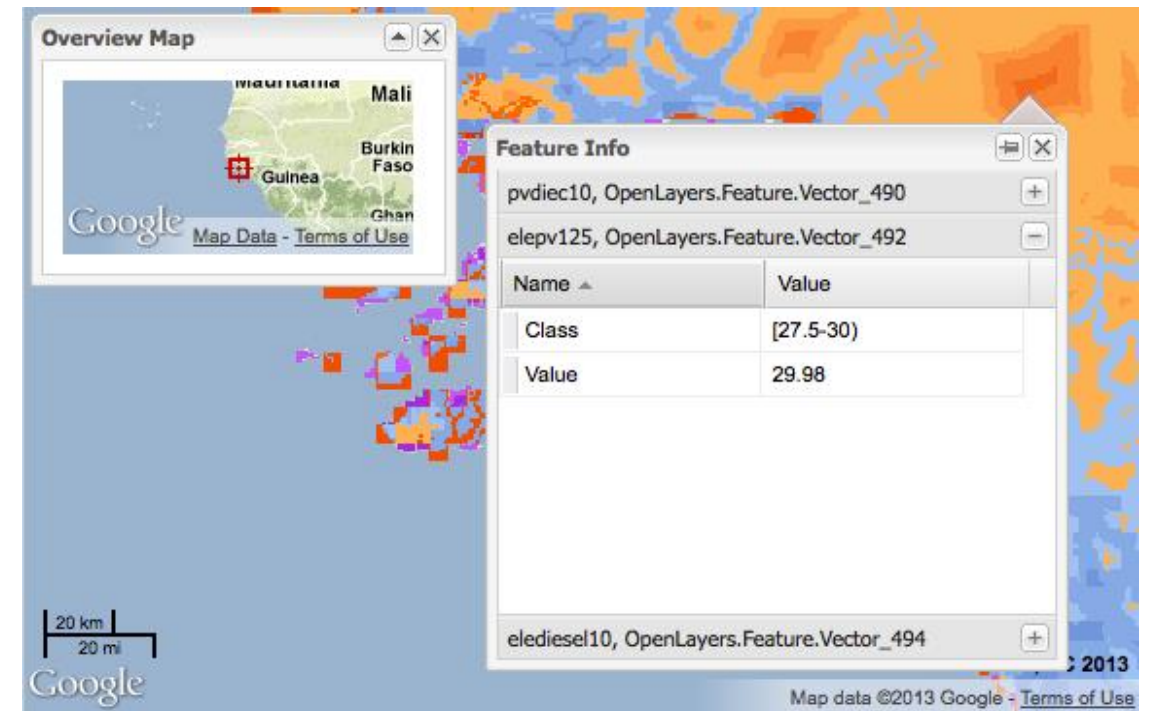 Overview Map
Mauritania
Mali
Burkin
Faso
Guinea
Ghan
Google
Map Data - Terms of Use
Feature Info
pvdiec10, OpenLayers.Feature.Vector_490
elepv125, OpenLayers.Feature.Vector_492
Name Value
Class [27.5-30)
Value 29.98
elediesel10, OpenLayers.Feature.Vector_494
20 km
20 mi
Google
C 2013
Map data ©2013 Google - Terms of Use